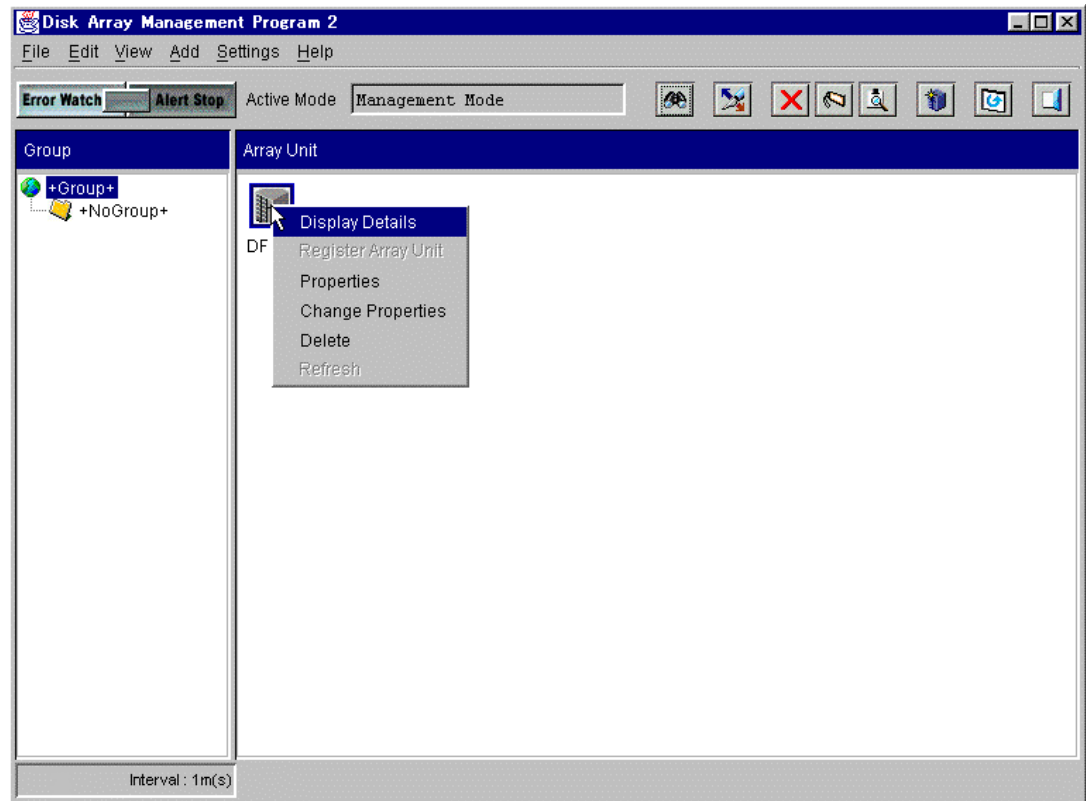 Disk Array Management Program 2
File Edit View Add Settings Help
Error Watch Alert Stop Active Mode Management Mode
Group
Array Unit
+Group+
+NoGroup+
DF
Display Details
Register Array Unit
Properties
Change Properties
Delete
Refresh
Interval : 1m(s)